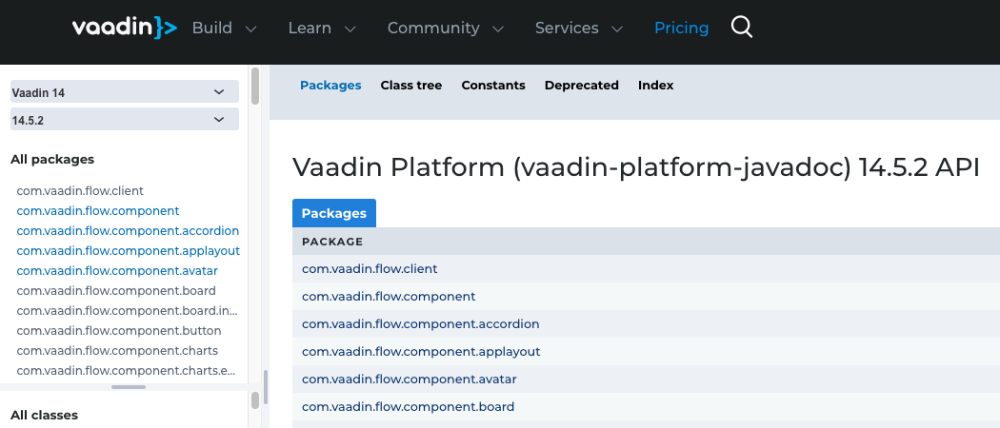 vaadin}> Build Learn Community Services Pricing
Vaadin 14
14.5.2
All packages
com.vaadin.flow.client
com.vaadin.flow.component
com.vaadin.flow.component.accordion
com.vaadin.flow.component.applayout
com.vaadin.flow.component.avatar
com.vaadin.flow.component.board
com.vaadin.flow.component.board.in...
com.vaadin.flow.component.button
com.vaadin.flow.component.charts
com.vaadin.flow.component.charts.e...
All classes
Packages Class tree Constants Deprecated Index
Vaadin Platform (vaadin-platform-javadoc) 14.5.2 API
Packages
PACKAGE
com.vaadin.flow.client
com.vaadin.flow.component
com.vaadin.flow.component.accordion
com.vaadin.flow.component.applayout
com.vaadin.flow.component.avatar
com.vaadin.flow.component.board